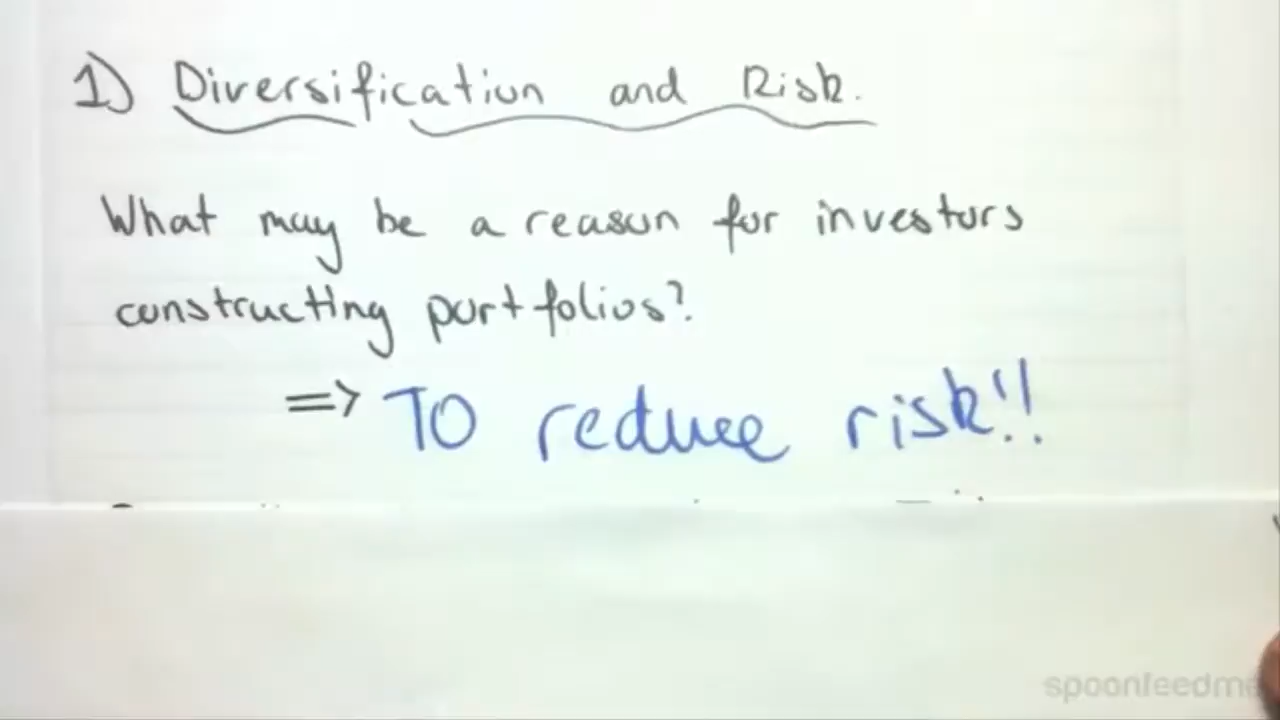 1) Diversification and Risk.
What may be a reason for investors
constructing portfolios?
=> To reduce risk!!
spoonfeedme